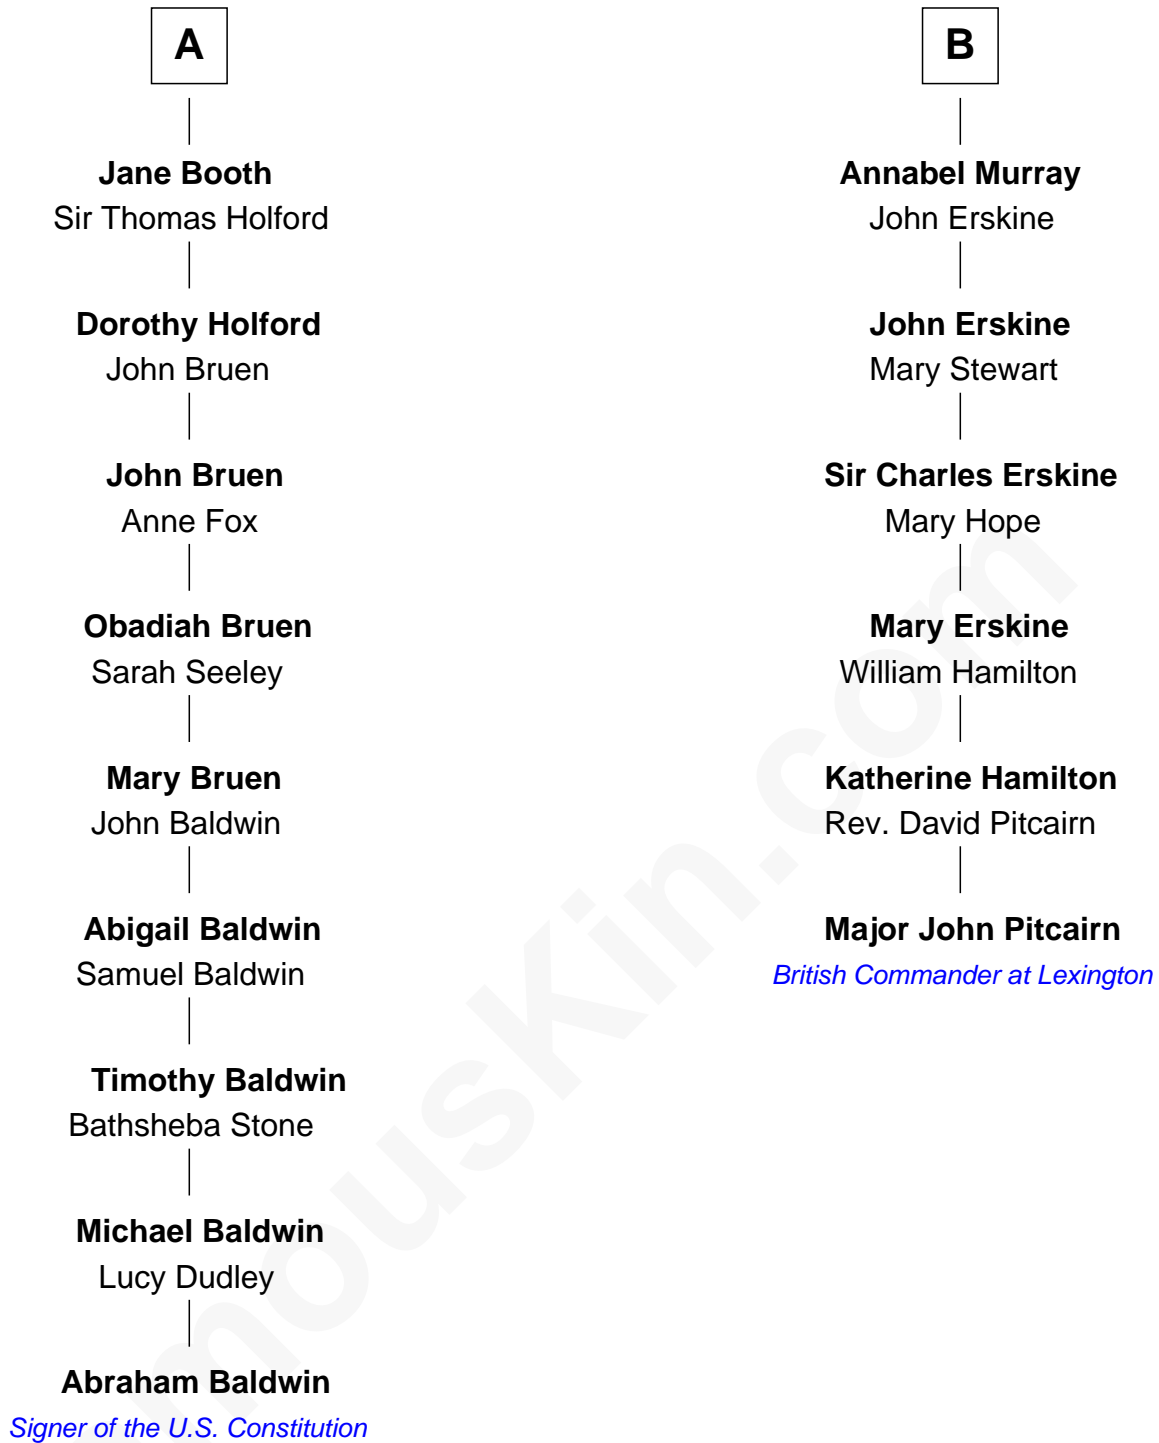 A
Jane Booth
Sir Thomas Holford
Dorothy Holford
John Bruen
John Bruen
Anne Fox
Obadiah Bruen
Sarah Seeley
Mary Bruen
John Baldwin
Abigail Baldwin
Samuel Baldwin
Timothy Baldwin
Bathsheba Stone
Michael Baldwin
Lucy Dudley
Abraham Baldwin
Signer of the U.S. Constitution
B
Annabel Murray
John Erskine
John Erskine
Mary Stewart
Sir Charles Erskine
Mary Hope
Mary Erskine
William Hamilton
Katherine Hamilton
Rev. David Pitcairn
Major John Pitcairn
British Commander at Lexington
mousKin.com